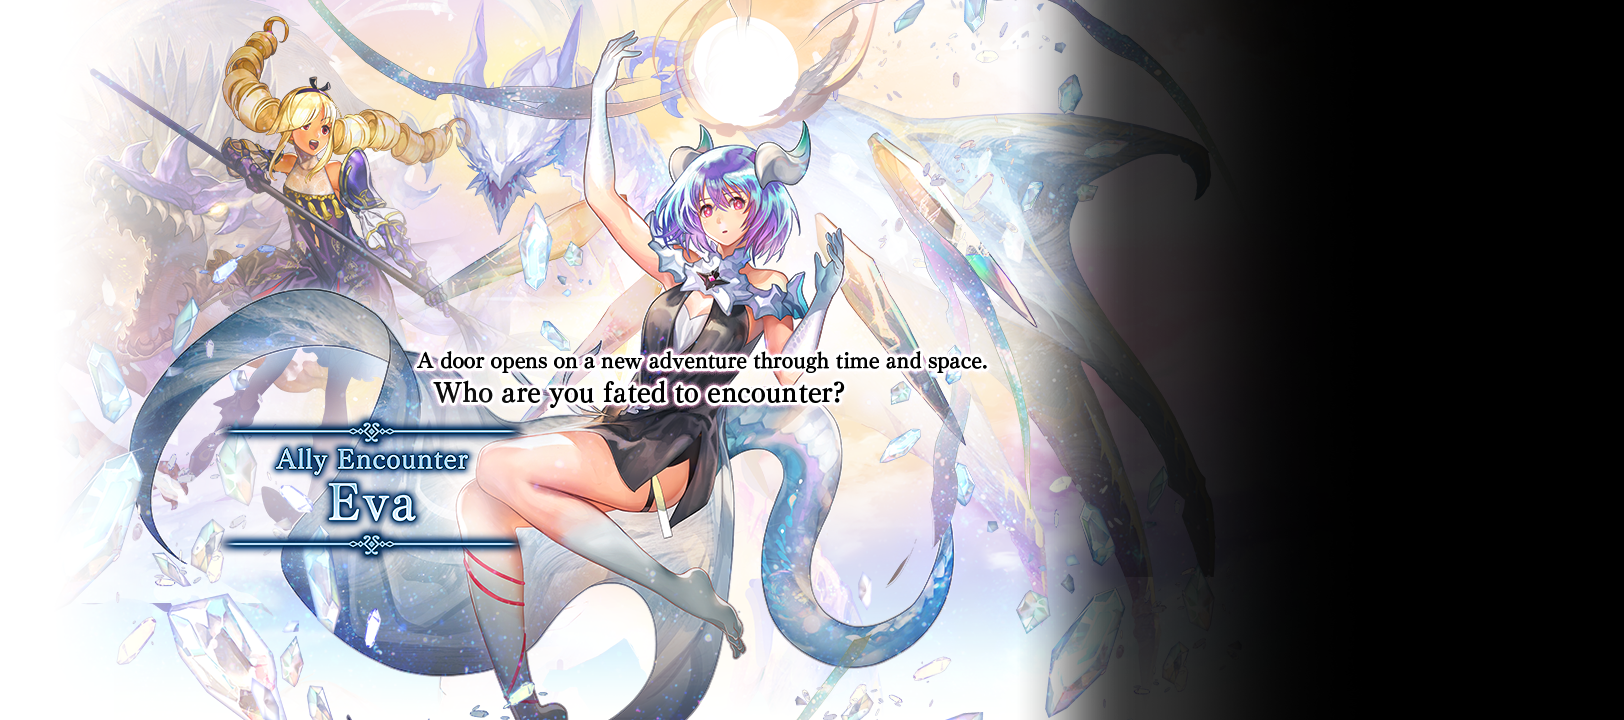 A door opens on a new adventure through time and space.
Who are you fated to encounter?
Ally Encounter
Eva